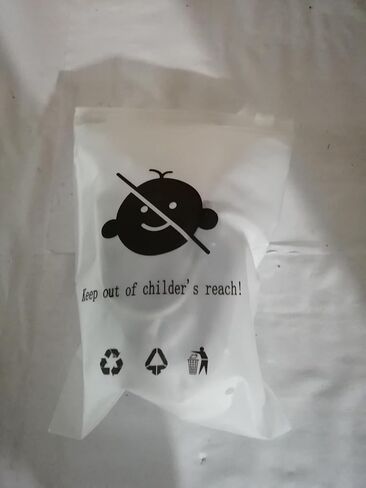 Keep out of childer's reach!